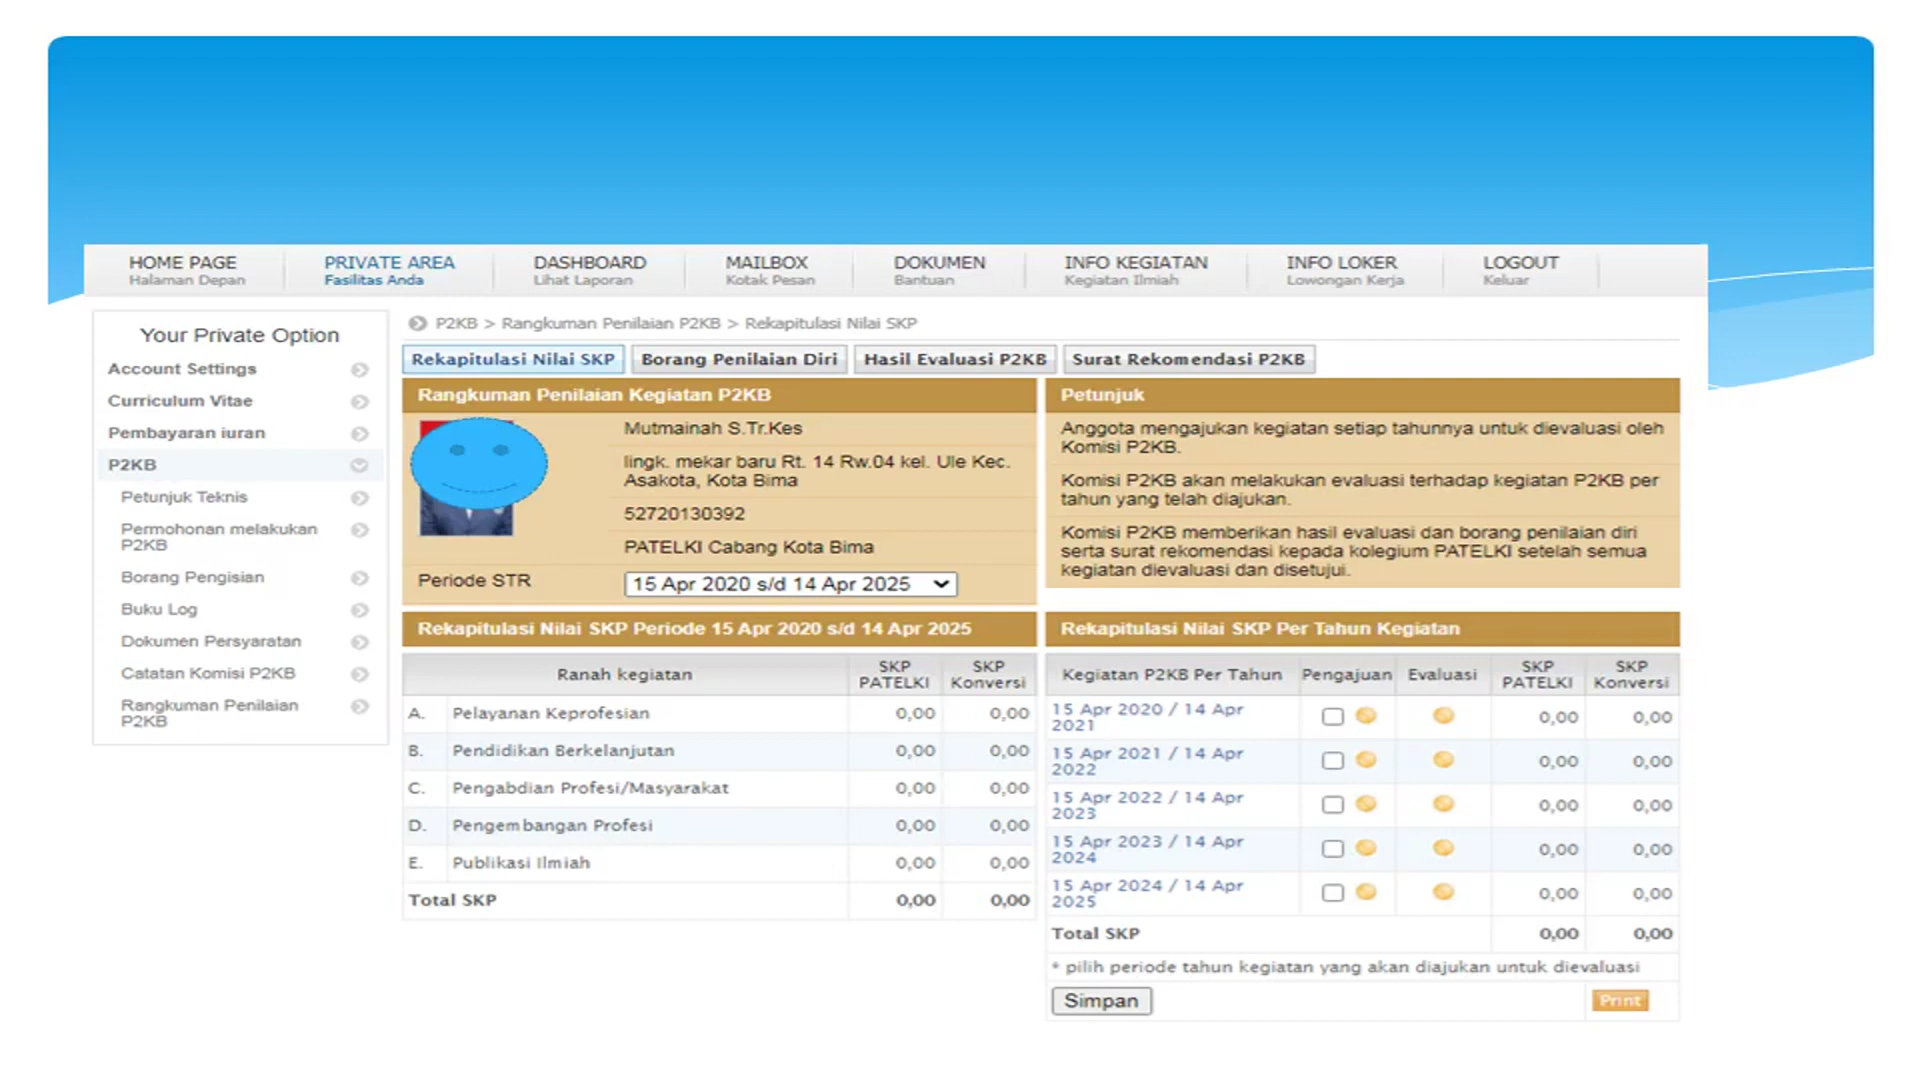 HOME PAGE
Halaman Depan
PRIVATE AREA
Fasilitas Anda
DASHBOARD
Lihat Laporan
MAILBOX
Kotak Pesan
DOKUMEN
Bantuan
INFO KEGIATAN
Kegiatan Ilmiah
INFO LOKER
Lowongan Kerja
LOGOUT
Keluar
Your Private Option
Account Settings
Curriculum Vitae
Pembayaran iuran
P2KB
Petunjuk Teknis
Permohonan melakukan
P2KB
Borang Pengisian
Buku Log
Dokumen Persyaratan
Catatan Komisi P2KB
Rangkuman Penilaian
P2KB
P2KB > Rangkuman Penilaian P2KB > Rekapitulasi Nilai SKP
Rekapitulasi Nilai SKP
Borang Penilaian Diri
Hasil Evaluasi P2KB
Surat Rekomendasi P2KB
Rangkuman Penilaian Kegiatan P2KB
Mutmainah S.Tr.Kes
lingk. mekar baru Rt. 14 Rw.04 kel. Ule Kec.
Asakota, Kota Bima
52720130392
PATELKI Cabang Kota Bima
Periode STR
15 Apr 2020 s/d 14 Apr 2025
Petunjuk
Anggota mengajukan kegiatan setiap tahunnya untuk dievaluasi oleh
Komisi P2KB.
Komisi P2KB akan melakukan evaluasi terhadap kegiatan P2KB per
tahun yang telah diajukan.
Komisi P2KB memberikan hasil evaluasi dan borang penilaian diri
serta surat rekomendasi kepada kolegium PATELKI setelah semua
kegiatan dievaluasi dan disetujui.
Rekapitulasi Nilai SKP Periode 15 Apr 2020 s/d 14 Apr 2025
Ranah kegiatan SKP PATELKI SKP Konversi
A. Pelayanan Keprofesian 0,00 0,00
B. Pendidikan Berkelanjutan 0,00 0,00
C. Pengabdian Profesi/Masyarakat 0,00 0,00
D. Pengembangan Profesi 0,00 0,00
E. Publikasi Ilmiah 0,00 0,00
Total SKP 0,00 0,00
Rekapitulasi Nilai SKP Per Tahun Kegiatan
Kegiatan P2KB Per Tahun Pengajuan Evaluasi SKP PATELKI SKP Konversi
15 Apr 2020 / 14 Apr
2021 0,00 0,00
15 Apr 2021 / 14 Apr
2022 0,00 0,00
15 Apr 2022 / 14 Apr
2023 0,00 0,00
15 Apr 2023 / 14 Apr
2024 0,00 0,00
15 Apr 2024 / 14 Apr
2025 0,00 0,00
Total SKP 0,00 0,00
* pilih periode tahun kegiatan yang akan diajukan untuk dievaluasi
Simpan
Print